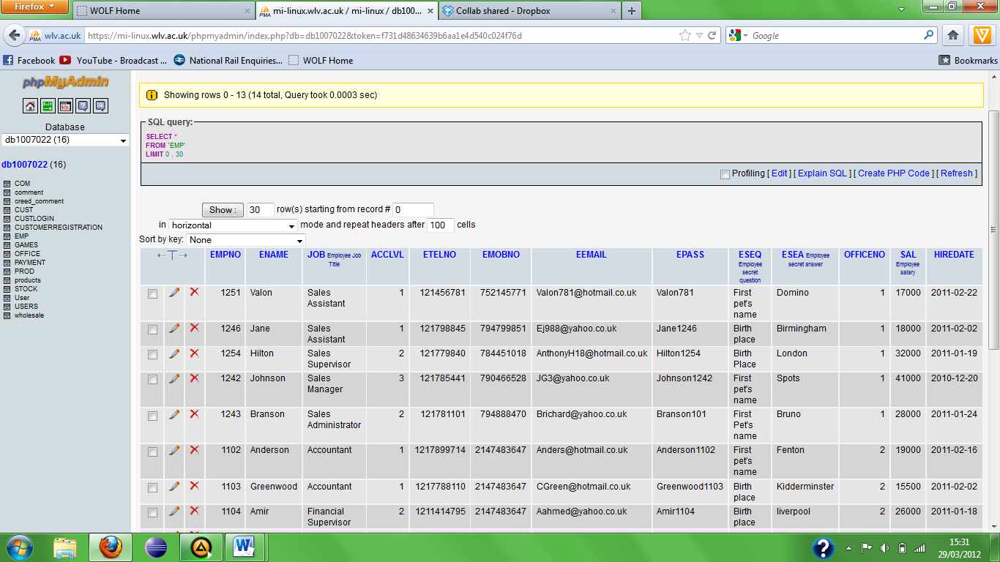 Firefox
WOLF Home
mi-linux.wlv.ac.uk / mi-linux / db100...
Collab shared - Dropbox
wlv.ac.uk
https://mi-linux.wlv.ac.uk/phpmyadmin/index.php?db=db1007022&token=f731d48634639b6aa1e4d540c024f76d
Google
Facebook
YouTube - Broadcast ...
National Rail Enquiries...
WOLF Home
Bookmarks
phpMyAdmin
Database
db1007022 (16)
db1007022 (16)
COM
comment
creed_comment
CUST
CUSTLOGIN
CUSTOMERREGISTRATION
EMP
GAMES
OFFICE
PAYMENT
PROD
products
STOCK
User
USERS
wholesale
Showing rows 0 - 13 (14 total, Query took 0.0003 sec)
SQL query:
SELECT *
FROM `EMP`
LIMIT 0 , 30
Profiling [ Edit ] [ Explain SQL ] [ Create PHP Code ] [ Refresh ]
Show : 30 row(s) starting from record # 0
in horizontal mode and repeat headers after 100 cells
Sort by key: None
←T→ EMPNO ENAME JOB Employee Job Title ACCLVL ETELNO EMOBNO EEMAIL EPASS ESEQ Employee secret question ESEA Employee secret answer OFFICENO SAL Employee salary HIREDATE
1251 Valon Sales Assistant 1 121456781 752145771 Valon781@hotmail.co.uk Valon781 First pet's name Domino 1 17000 2011-02-22
1246 Jane Sales Assistant 1 121798845 794799851 Ej988@yahoo.co.uk Jane1246 Birth place Birmingham 1 18000 2011-02-02
1254 Hilton Sales Supervisor 2 121779840 784451018 AnthonyH18@hotmail.co.uk Hilton1254 Birth Place London 1 32000 2011-01-19
1242 Johnson Sales Manager 3 121785441 790466528 JG3@yahoo.co.uk Johnson1242 First pet's name Spots 1 41000 2010-12-20
1243 Branson Sales Administrator 2 121781101 794888470 Brichard@yahoo.co.uk Branson101 First Pet's name Bruno 1 28000 2011-01-24
1102 Anderson Accountant 1 1217899714 2147483647 Anders@hotmail.co.uk Anderson1102 First pet's name Fenton 2 19000 2011-02-16
1103 Greenwood Accountant 1 1217788110 2147483647 CGreen@hotmail.co.uk Greenwood1103 Birth place Kidderminster 2 15500 2011-02-02
1104 Amir Financial Supervisor 2 1211414795 2147483647 Aahmed@yahoo.co.uk Amir1104 Birth place liverpool 2 26000 2011-01-18
15:31
29/03/2012